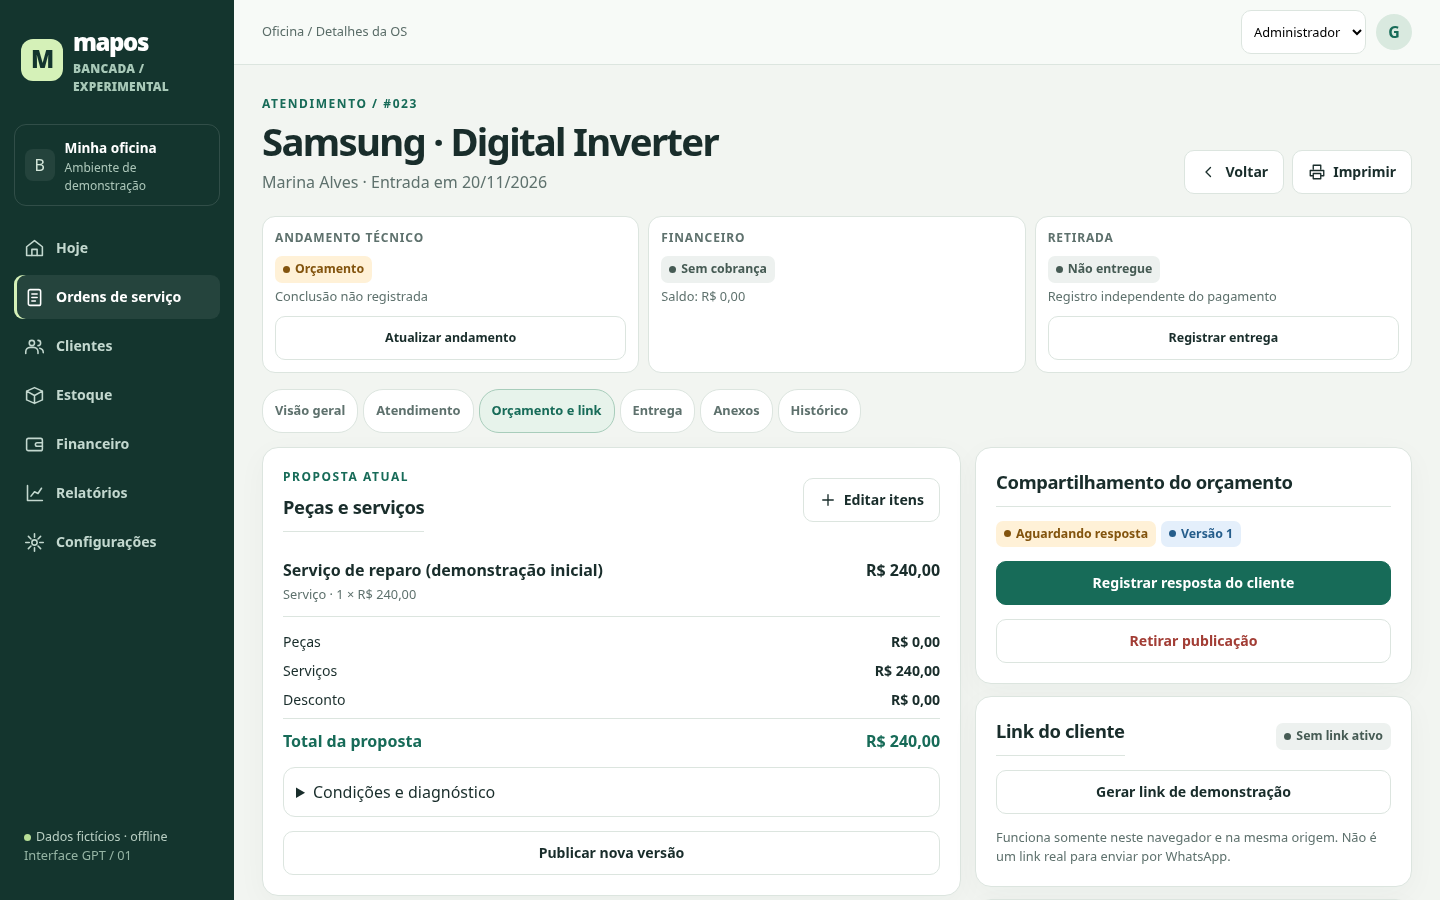 M
mapos
BANCADA /
EXPERIMENTAL
B
Minha oficina
Ambiente de
demonstração
Hoje
Ordens de serviço
Clientes
Estoque
Financeiro
Relatórios
Configurações
Dados fictícios · offline
Interface GPT / 01
Oficina / Detalhes da OS
Administrador
G
ATENDIMENTO / #023
Samsung · Digital Inverter
Marina Alves · Entrada em 20/11/2026
Voltar
Imprimir
ANDAMENTO TÉCNICO
Orçamento
Conclusão não registrada
Atualizar andamento
FINANCEIRO
Sem cobrança
Saldo: R$ 0,00
RETIRADA
Não entregue
Registro independente do pagamento
Registrar entrega
Visão geral
Atendimento
Orçamento e link
Entrega
Anexos
Histórico
PROPOSTA ATUAL
Peças e serviços
Editar itens
Serviço de reparo (demonstração inicial) R$ 240,00
Serviço · 1 × R$ 240,00
Peças R$ 0,00
Serviços R$ 240,00
Desconto R$ 0,00
Total da proposta R$ 240,00
Condições e diagnóstico
Publicar nova versão
Compartilhamento do orçamento
Aguardando resposta
Versão 1
Registrar resposta do cliente
Retirar publicação
Link do cliente
Sem link ativo
Gerar link de demonstração
Funciona somente neste navegador e na mesma origem. Não é
um link real para enviar por WhatsApp.